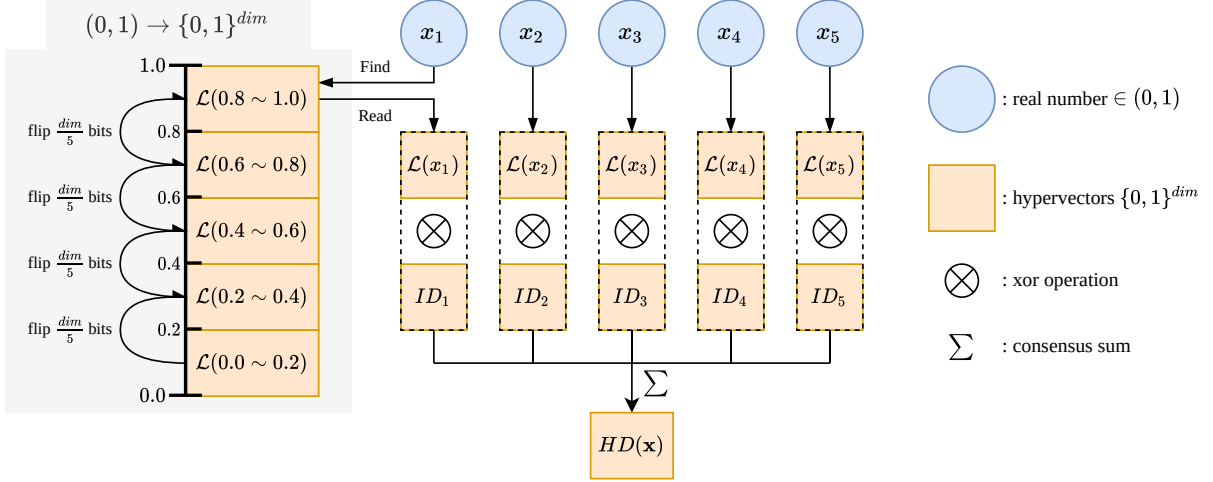 (0, 1) → {0, 1}^{dim}
1.0
ℒ(0.8 ∼ 1.0)
flip dim/5 bits
0.8
ℒ(0.6 ∼ 0.8)
flip dim/5 bits
0.6
ℒ(0.4 ∼ 0.6)
flip dim/5 bits
0.4
ℒ(0.2 ∼ 0.4)
flip dim/5 bits
0.2
ℒ(0.0 ∼ 0.2)
0.0
Find
Read
x₁ x₂ x₃ x₄ x₅
ℒ(x₁) ℒ(x₂) ℒ(x₃) ℒ(x₄) ℒ(x₅)
ID₁ ID₂ ID₃ ID₄ ID₅
∑
HD(𝐱)
: real number ∈ (0, 1)
: hypervectors {0, 1}^{dim}
: xor operation
∑ : consensus sum